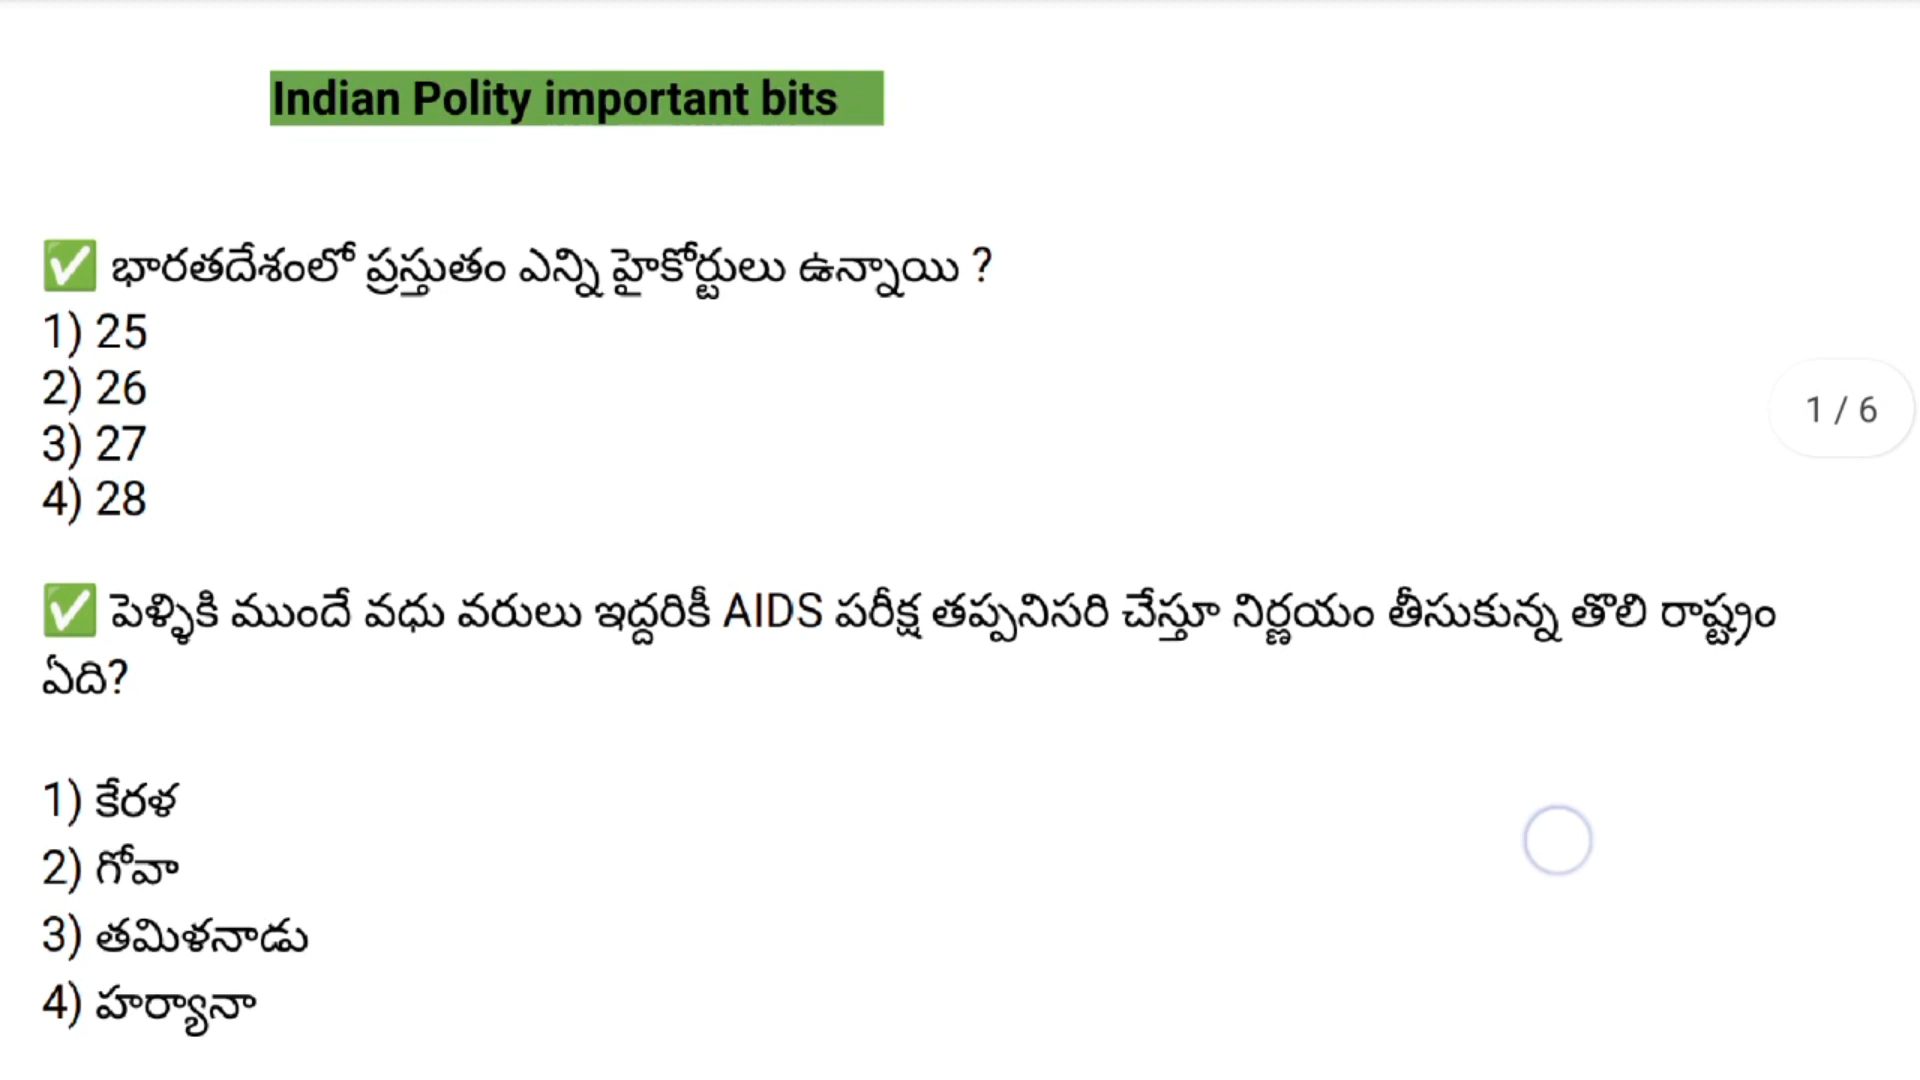 Indian Polity important bits
✅ భారతదేశంలో ప్రస్తుతం ఎన్ని హైకోర్టులు ఉన్నాయి ?
1) 25
2) 26
3) 27
4) 28
1 / 6
✅ పెళ్ళికి ముందే వధు వరులు ఇద్దరికీ AIDS పరీక్ష తప్పనిసరి చేస్తూ నిర్ణయం తీసుకున్న తొలి రాష్ట్రం
ఏది?
1) కేరళ
2) గోవా
3) తమిళనాడు
4) హర్యానా